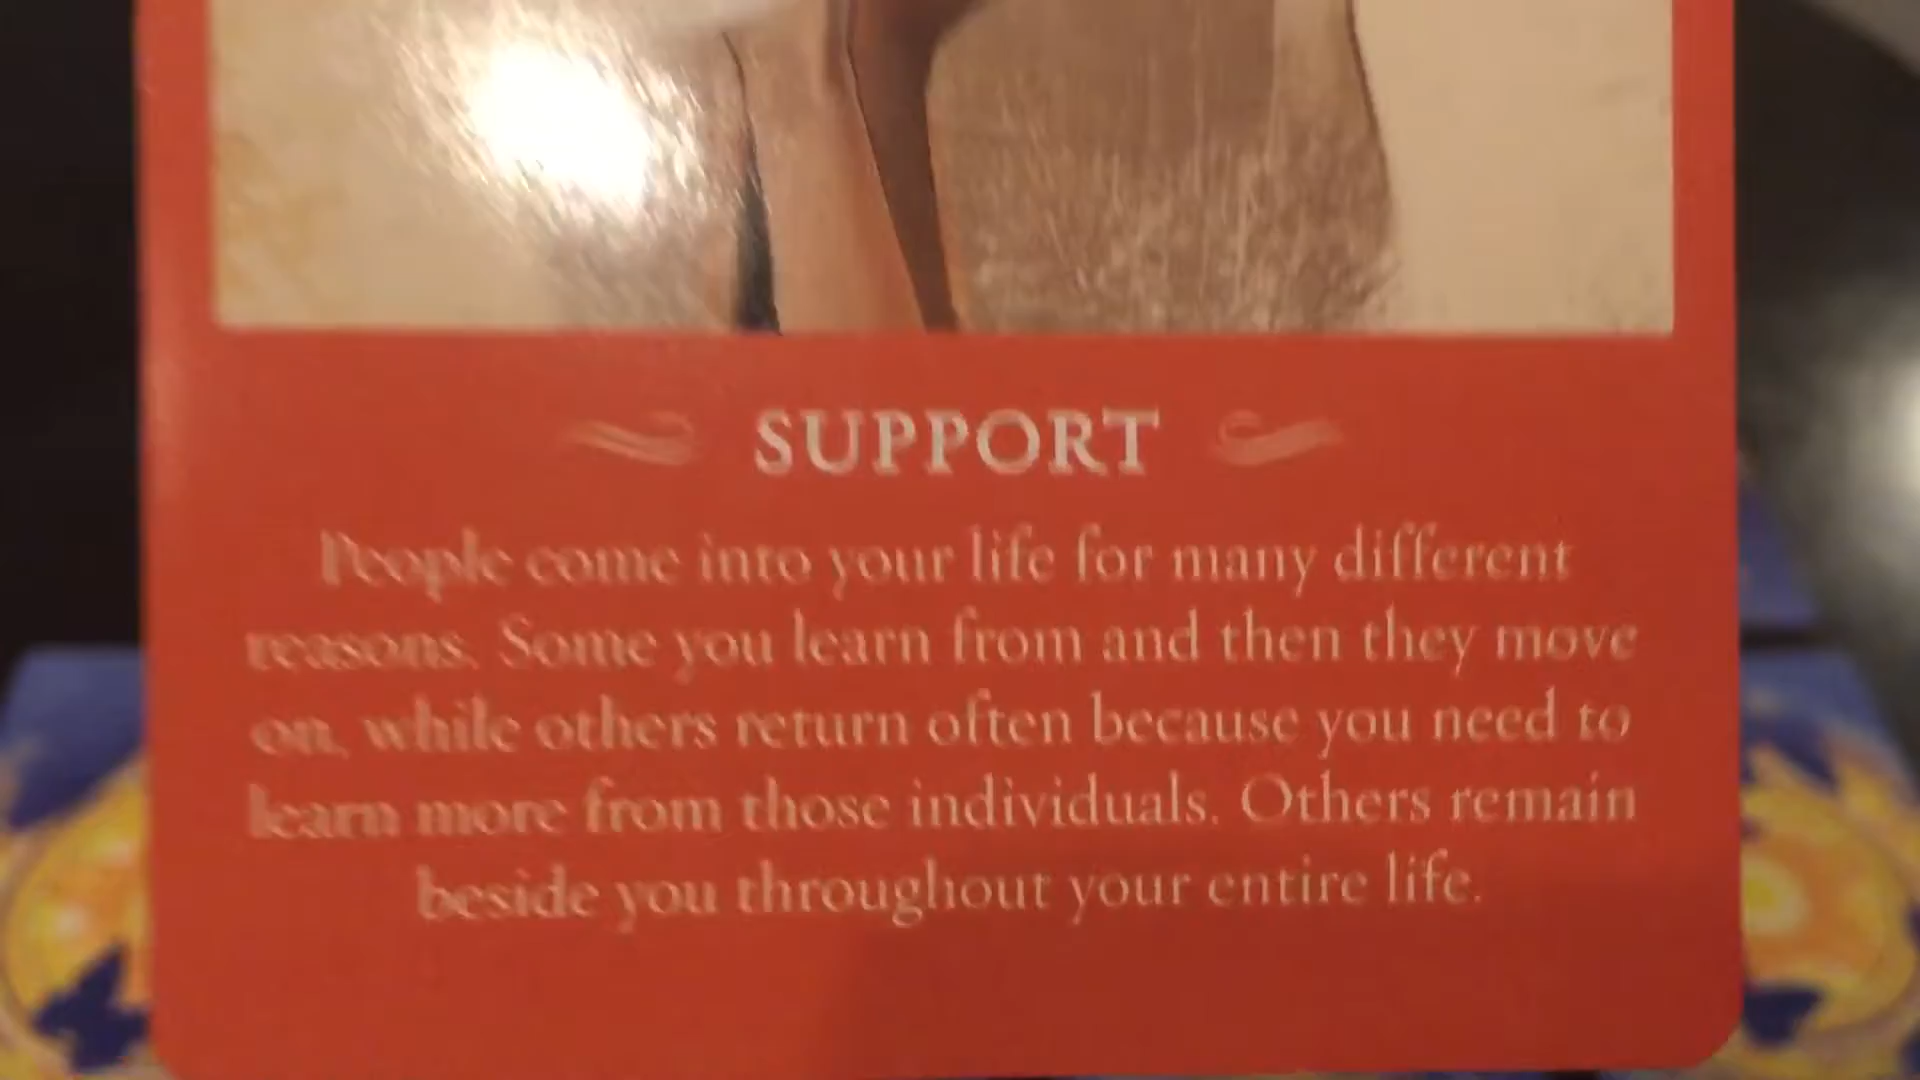 SUPPORT
People come into your life for many different
reasons. Some you learn from and then they move
on, while others return often because you need to
learn more from those individuals. Others remain
beside you throughout your entire life.